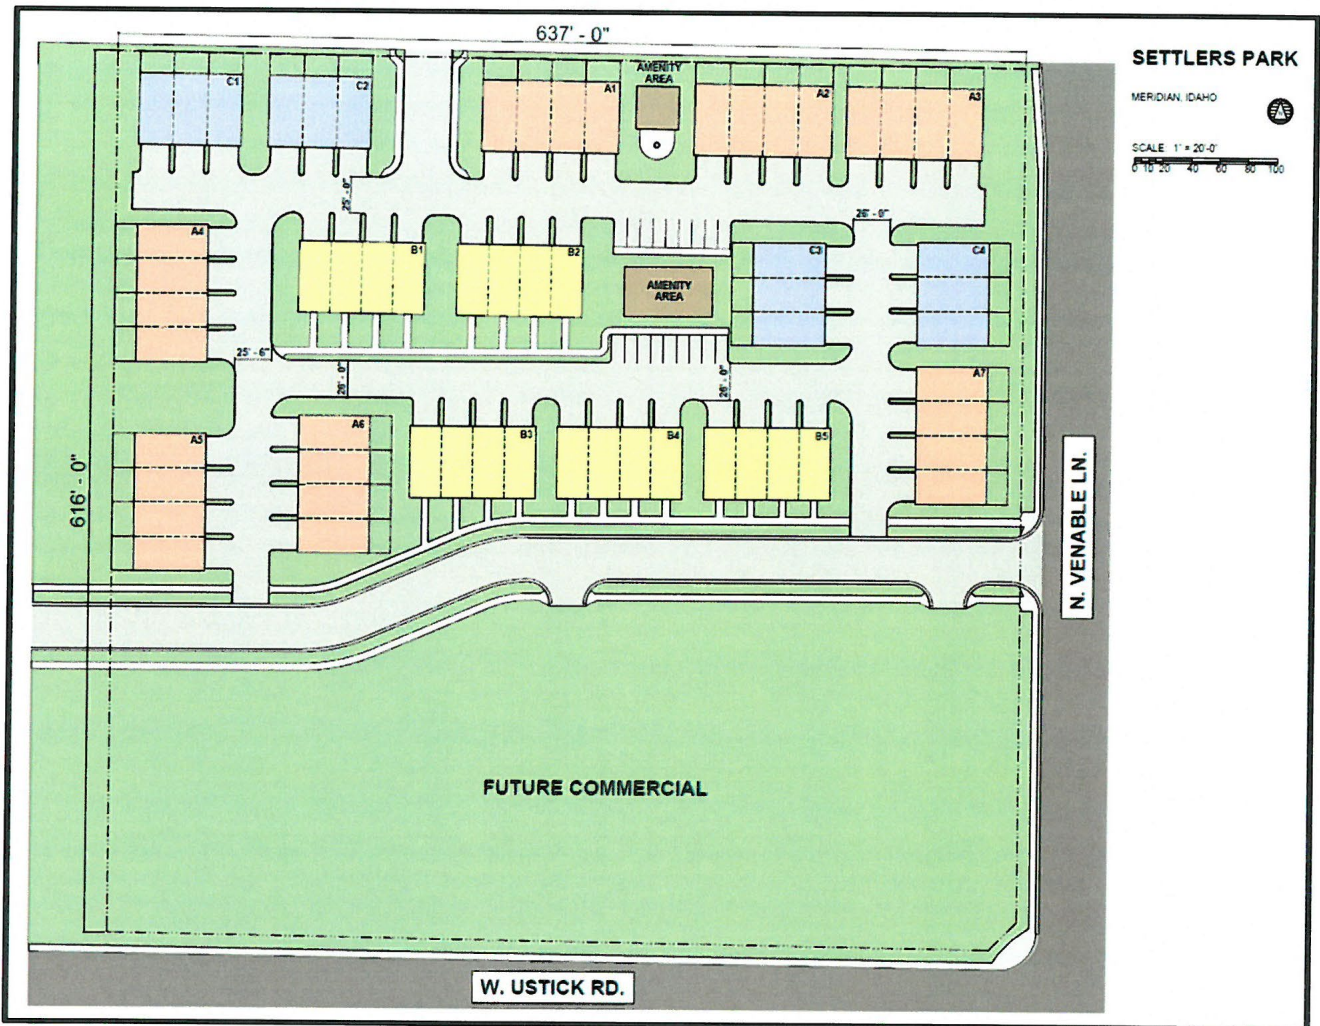 637' - 0"
SETTLERS PARK
MERIDIAN, IDAHO
SCALE 1" = 20'-0"
0 10 20 40 60 80 100
C1
C2
A1
AMENITY
AREA
A2
A3
25' - 0"
26' - 0"
A4
B1
B2
AMENITY
AREA
C3
C4
25' - 6"
26' - 0"
26' - 0"
A7
A5
A6
B3
B4
B5
616' - 0"
N. VENABLE LN.
FUTURE COMMERCIAL
W. USTICK RD.